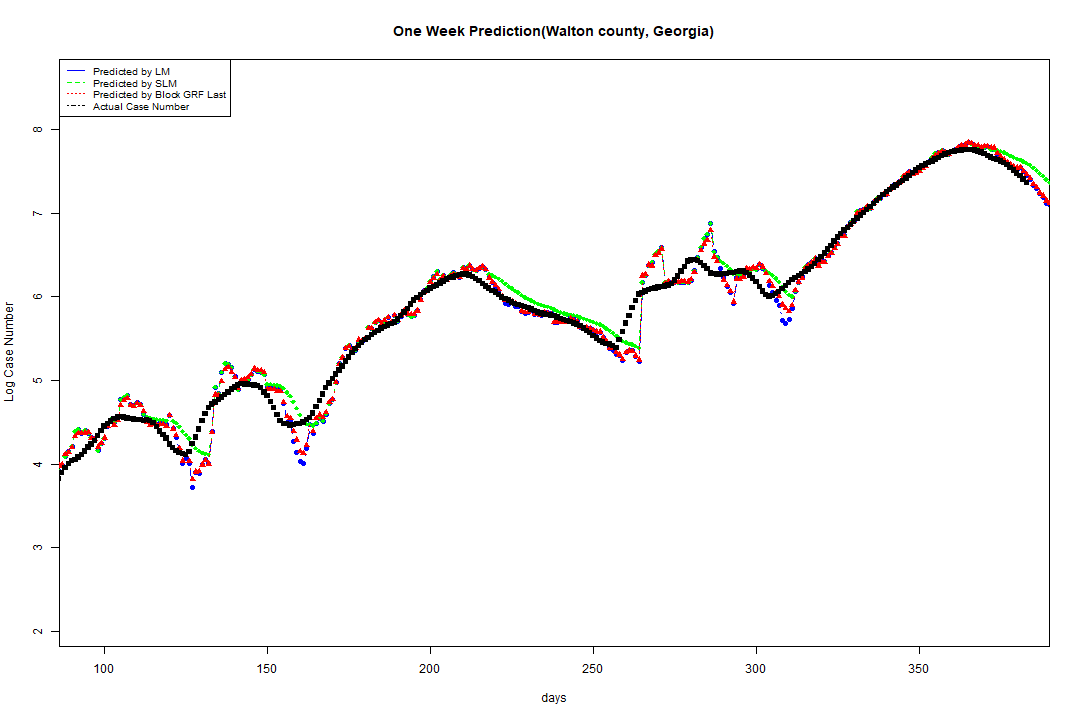 One Week Prediction(Walton county, Georgia)
Predicted by LM
Predicted by SLM
Predicted by Block GRF Last
Actual Case Number
8
7
6
5
4
3
2
Log Case Number
100 150 200 250 300 350
days